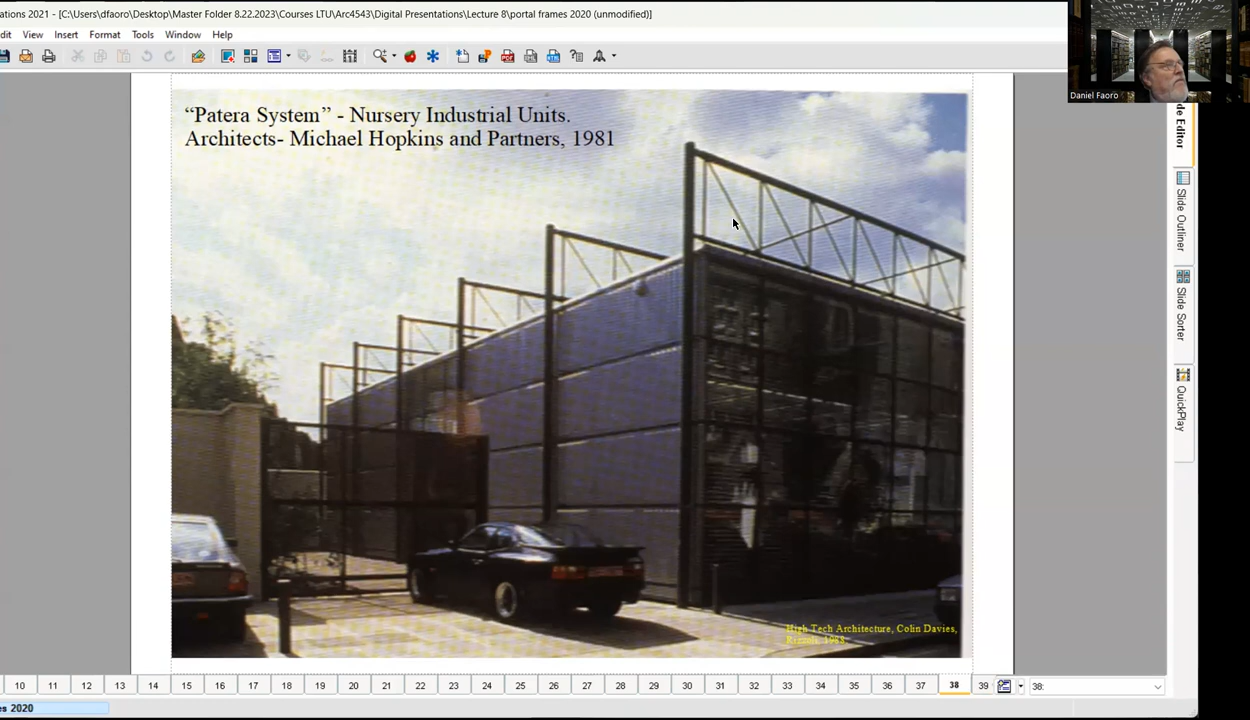 ations 2021 - [C:\Users\dfaoro\Desktop\Master Folder 8.22.2023\Courses LTU\Arc4543\Digital Presentations\Lecture 8\portal frames 2020 (unmodified)]
dit View Insert Format Tools Window Help
Daniel Faoro
de Editor
Slide Outliner
Slide Sorter
QuickPlay
“Patera System” - Nursery Industrial Units.
Architects- Michael Hopkins and Partners, 1981
High Tech Architecture, Colin Davies,
Rizzoli, 1988.
10 11 12 13 14 15 16 17 18 19 20 21 22 23 24 25 26 27 28 29 30 31 32 33 34 35 36 37 38 39 38:
es 2020